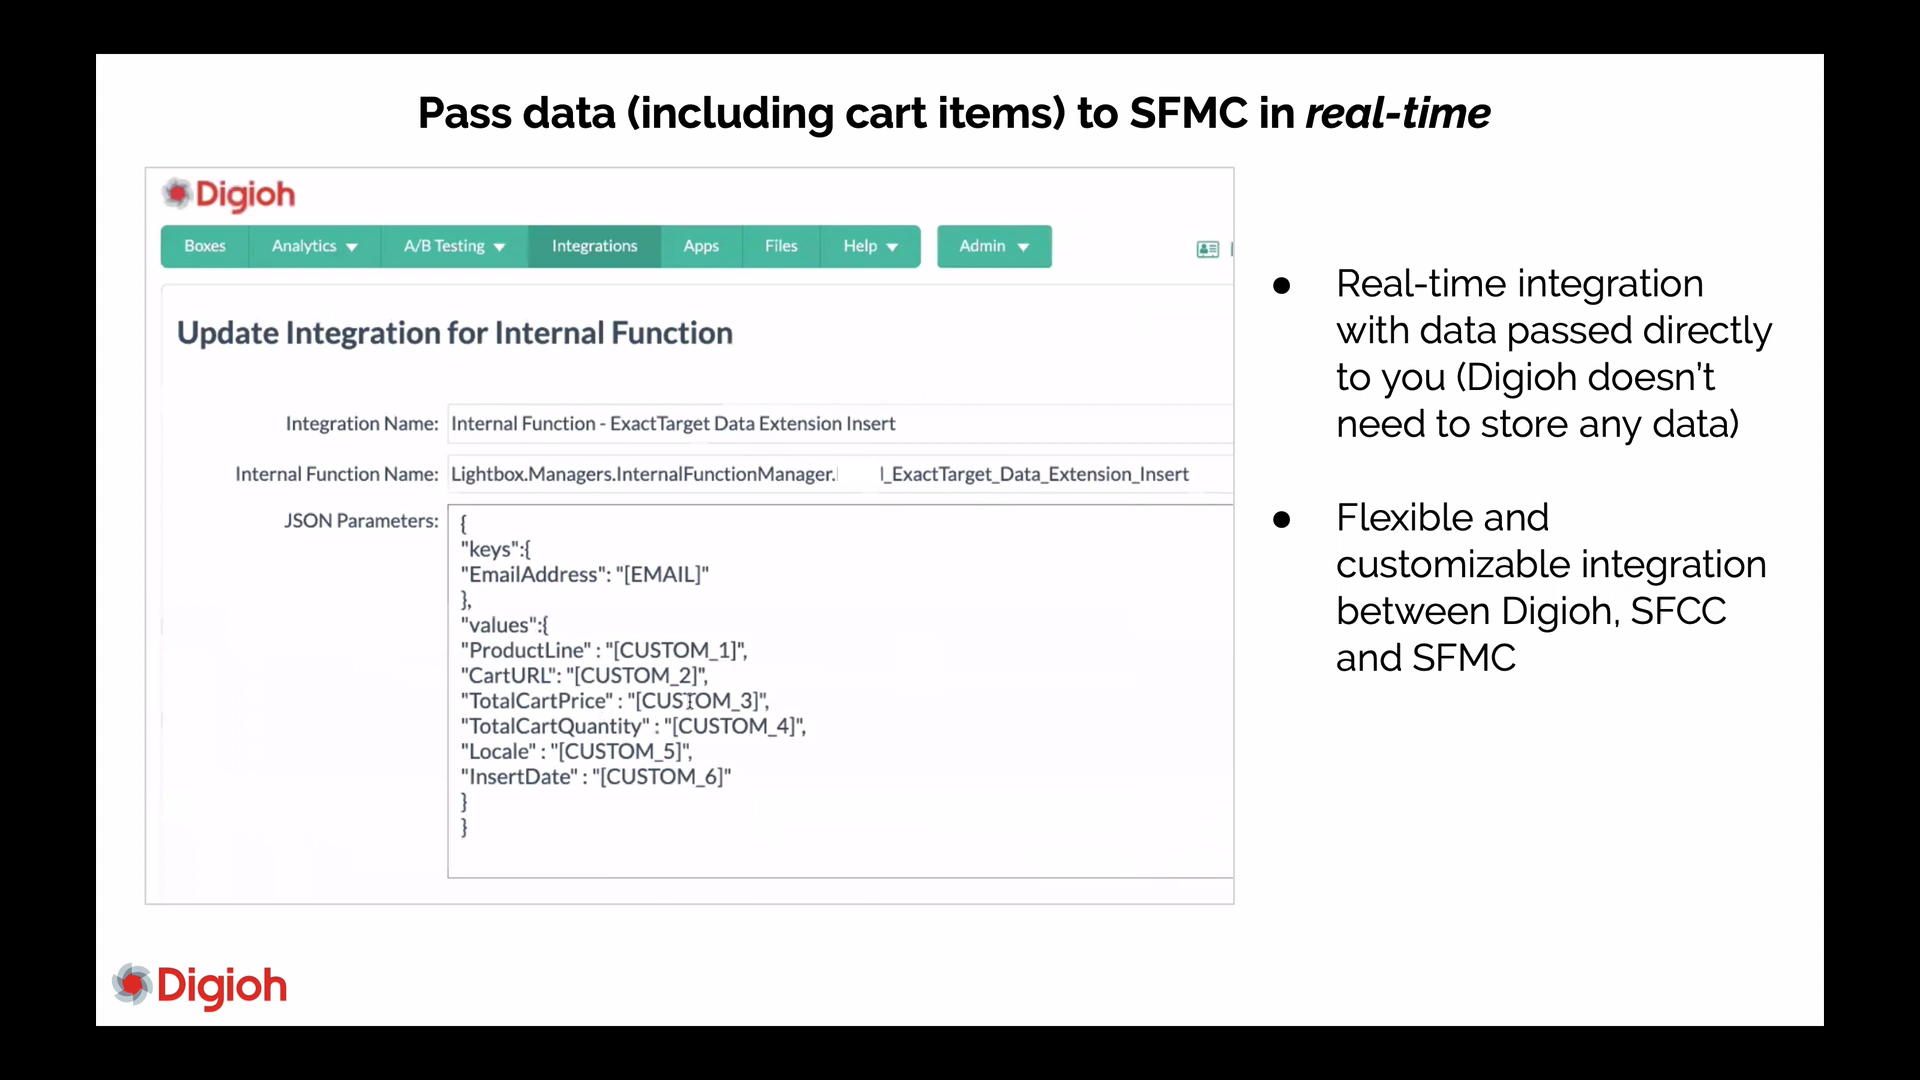 Pass data (including cart items) to SFMC in real-time
Digioh
Boxes Analytics A/B Testing Integrations Apps Files Help Admin
Update Integration for Internal Function
Integration Name: Internal Function - ExactTarget Data Extension Insert
Internal Function Name: Lightbox.Managers.InternalFunctionManager. _ExactTarget_Data_Extension_Insert
JSON Parameters:
{
"keys":{
"EmailAddress": "[EMAIL]"
},
"values":{
"ProductLine" : "[CUSTOM_1]",
"CartURL": "[CUSTOM_2]",
"TotalCartPrice" : "[CUSTOM_3]",
"TotalCartQuantity" : "[CUSTOM_4]",
"Locale" : "[CUSTOM_5]",
"InsertDate" : "[CUSTOM_6]"
}
}
● Real-time integration
with data passed directly
to you (Digioh doesn't
need to store any data)
● Flexible and
customizable integration
between Digioh, SFCC
and SFMC
Digioh